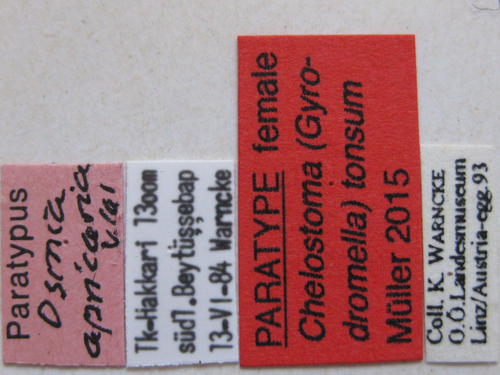 Paratypus
Osmia
apricaria
Tk-Hakkari 1300m
südl. Beytüşşebap
13-VI-84 Warncke
PARATYPE female
Chelostoma (Gyro-
dromella) tonsum
Müller 2015
Coll. K. WARNCKE
O.Ö.Landesmuseum
Linz/Austria-egg.93